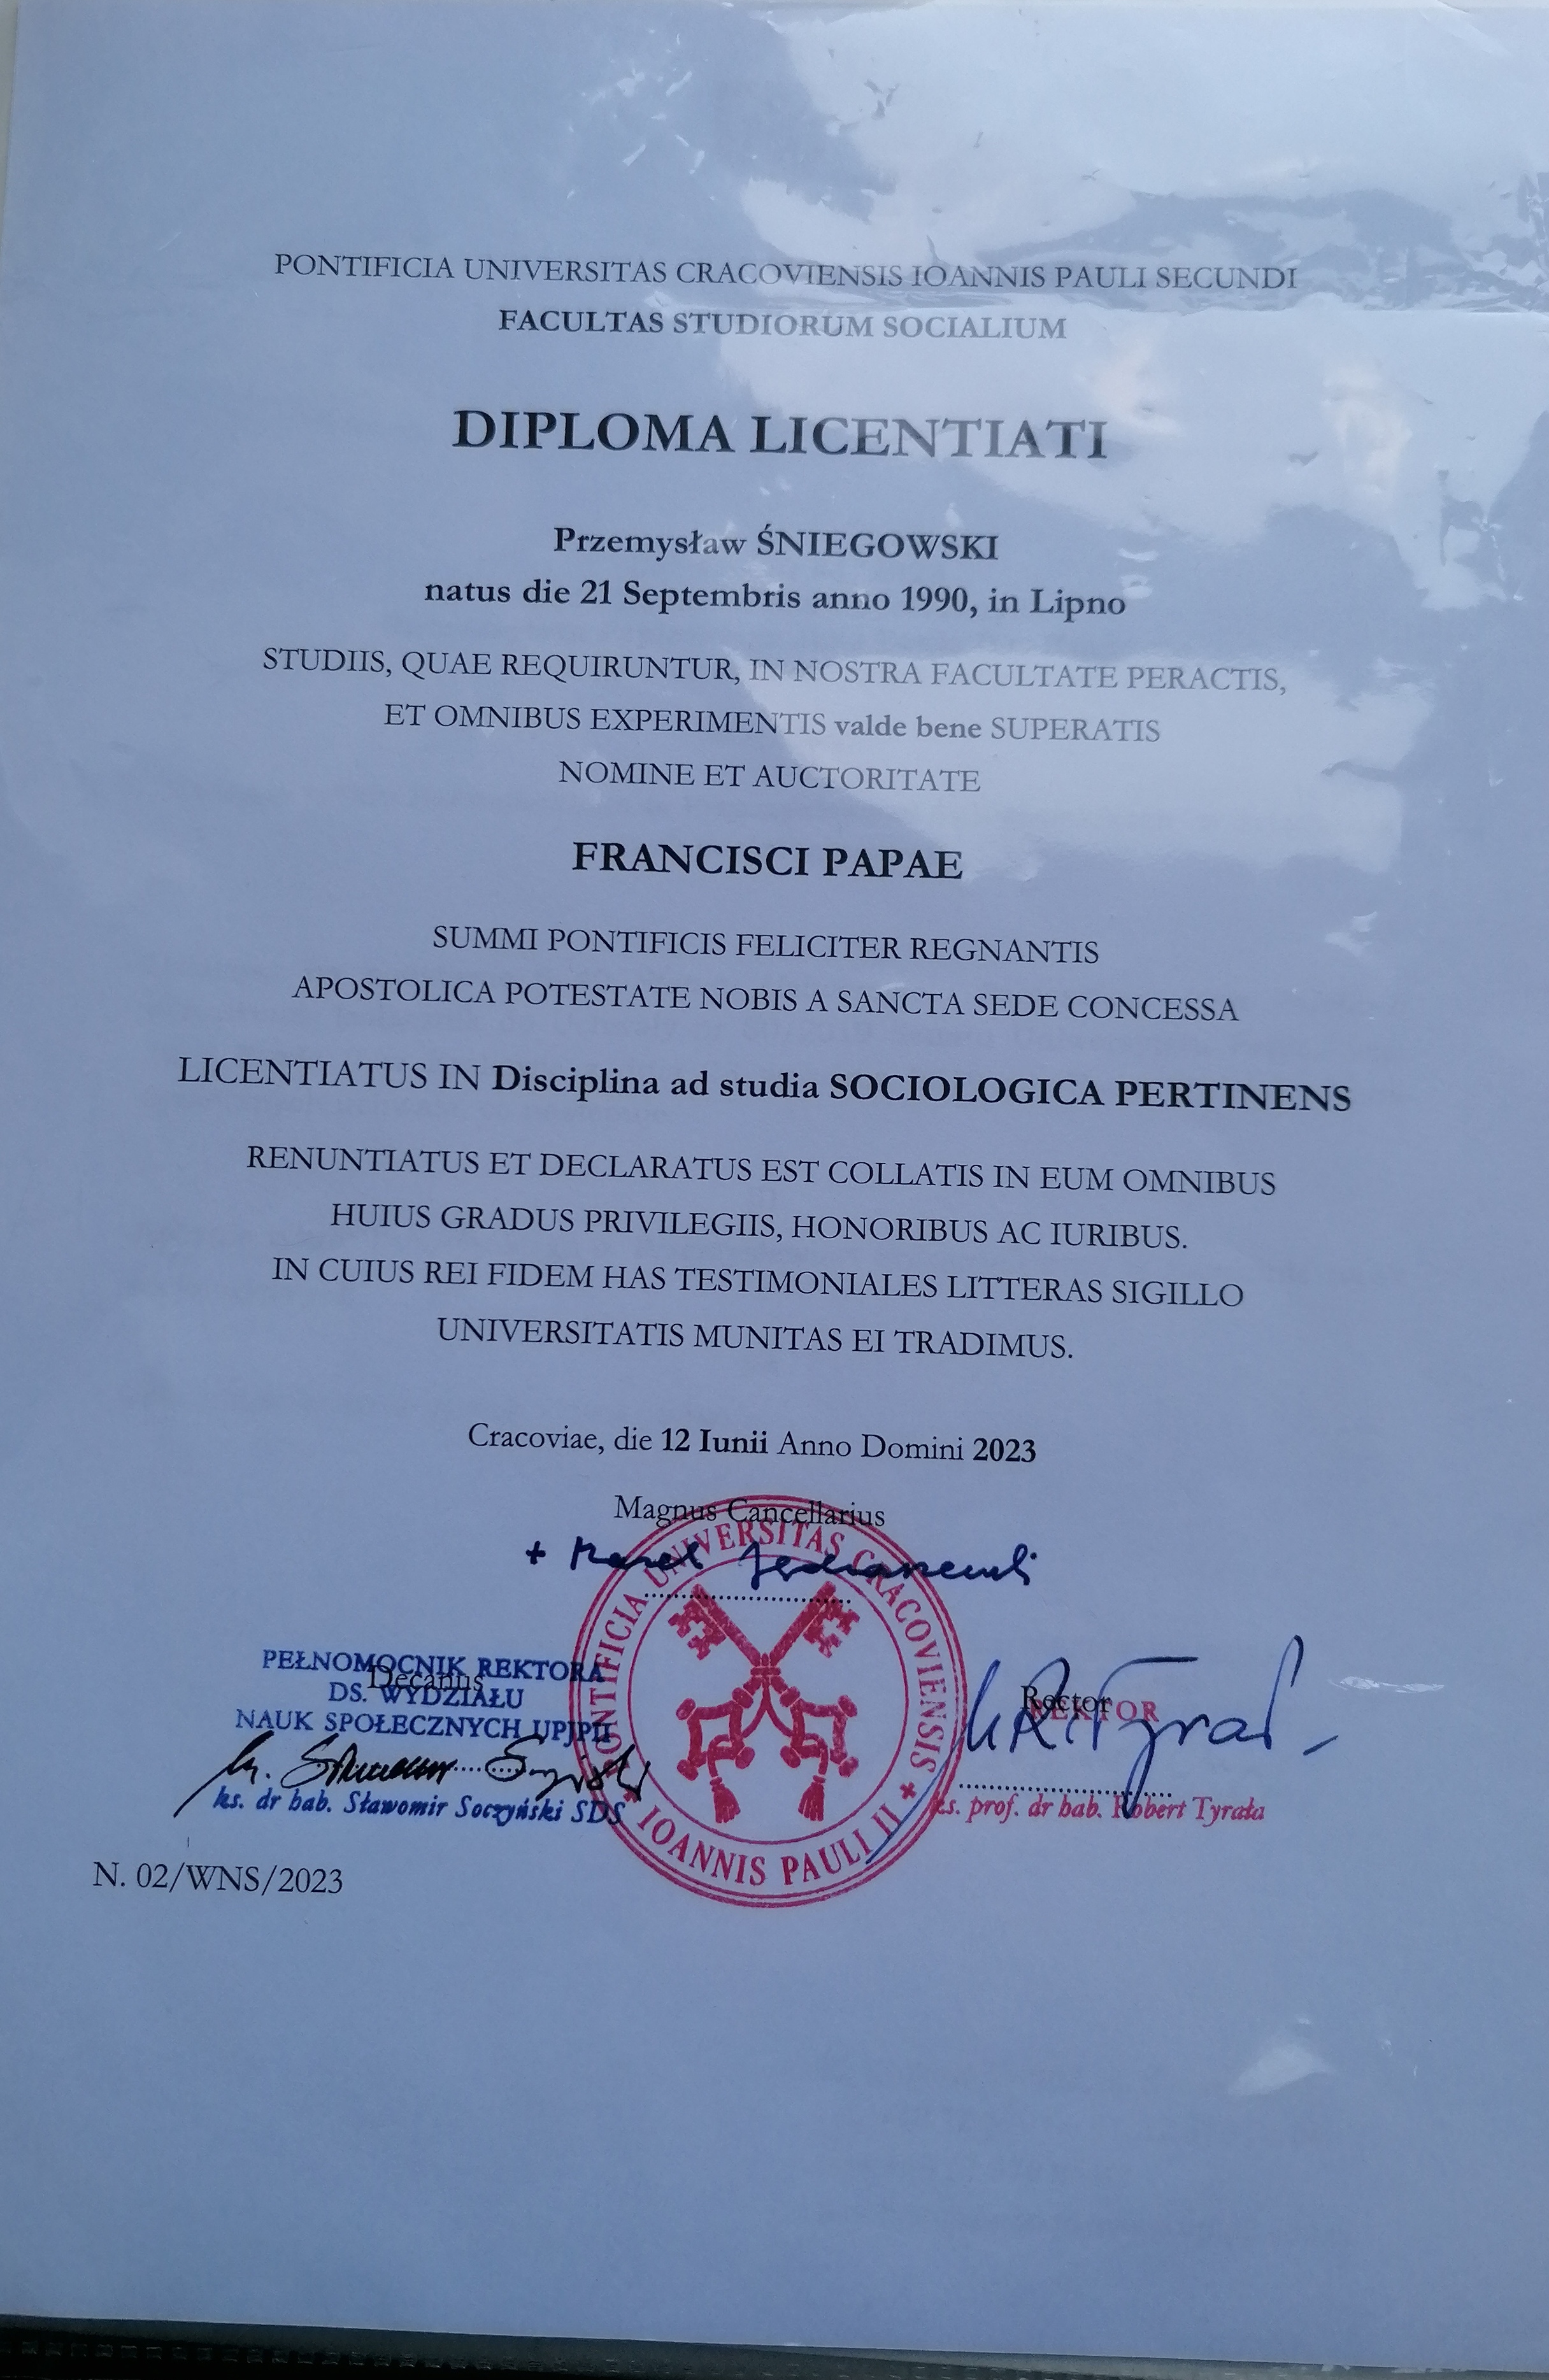 PONTIFICIA UNIVERSITAS CRACOVIENSIS IOANNIS PAULI SECUNDI
FACULTAS STUDIORUM SOCIALIUM
DIPLOMA LICENTIATI
Przemysław ŚNIEGOWSKI
natus die 21 Septembris anno 1990, in Lipno
STUDIIS, QUAE REQUIRUNTUR, IN NOSTRA FACULTATE PERACTIS,
ET OMNIBUS EXPERIMENTIS valde bene SUPERATIS
NOMINE ET AUCTORITATE
FRANCISCI PAPAE
SUMMI PONTIFICIS FELICITER REGNANTIS
APOSTOLICA POTESTATE NOBIS A SANCTA SEDE CONCESSA
LICENTIATUS IN Disciplina ad studia SOCIOLOGICA PERTINENS
RENUNTIATUS ET DECLARATUS EST COLLATIS IN EUM OMNIBUS
HUIUS GRADUS PRIVILEGIIS, HONORIBUS AC IURIBUS.
IN CUIUS REI FIDEM HAS TESTIMONIALES LITTERAS SIGILLO
UNIVERSITATIS MUNITAS EI TRADIMUS.
Cracoviae, die 12 Iunii Anno Domini 2023
Magnus Cancellarius
PONTIFICIA UNIVERSITAS CRACOVIENSIS
IOANNIS PAULI II
Decanus
PEŁNOMOCNIK REKTORA
DS. WYDZIAŁU
NAUK SPOŁECZNYCH UPJPII
ks. dr hab. Sławomir Soczyński SDS
Rector
REKTOR
ks. prof. dr hab. Robert Tyrała
N. 02/WNS/2023